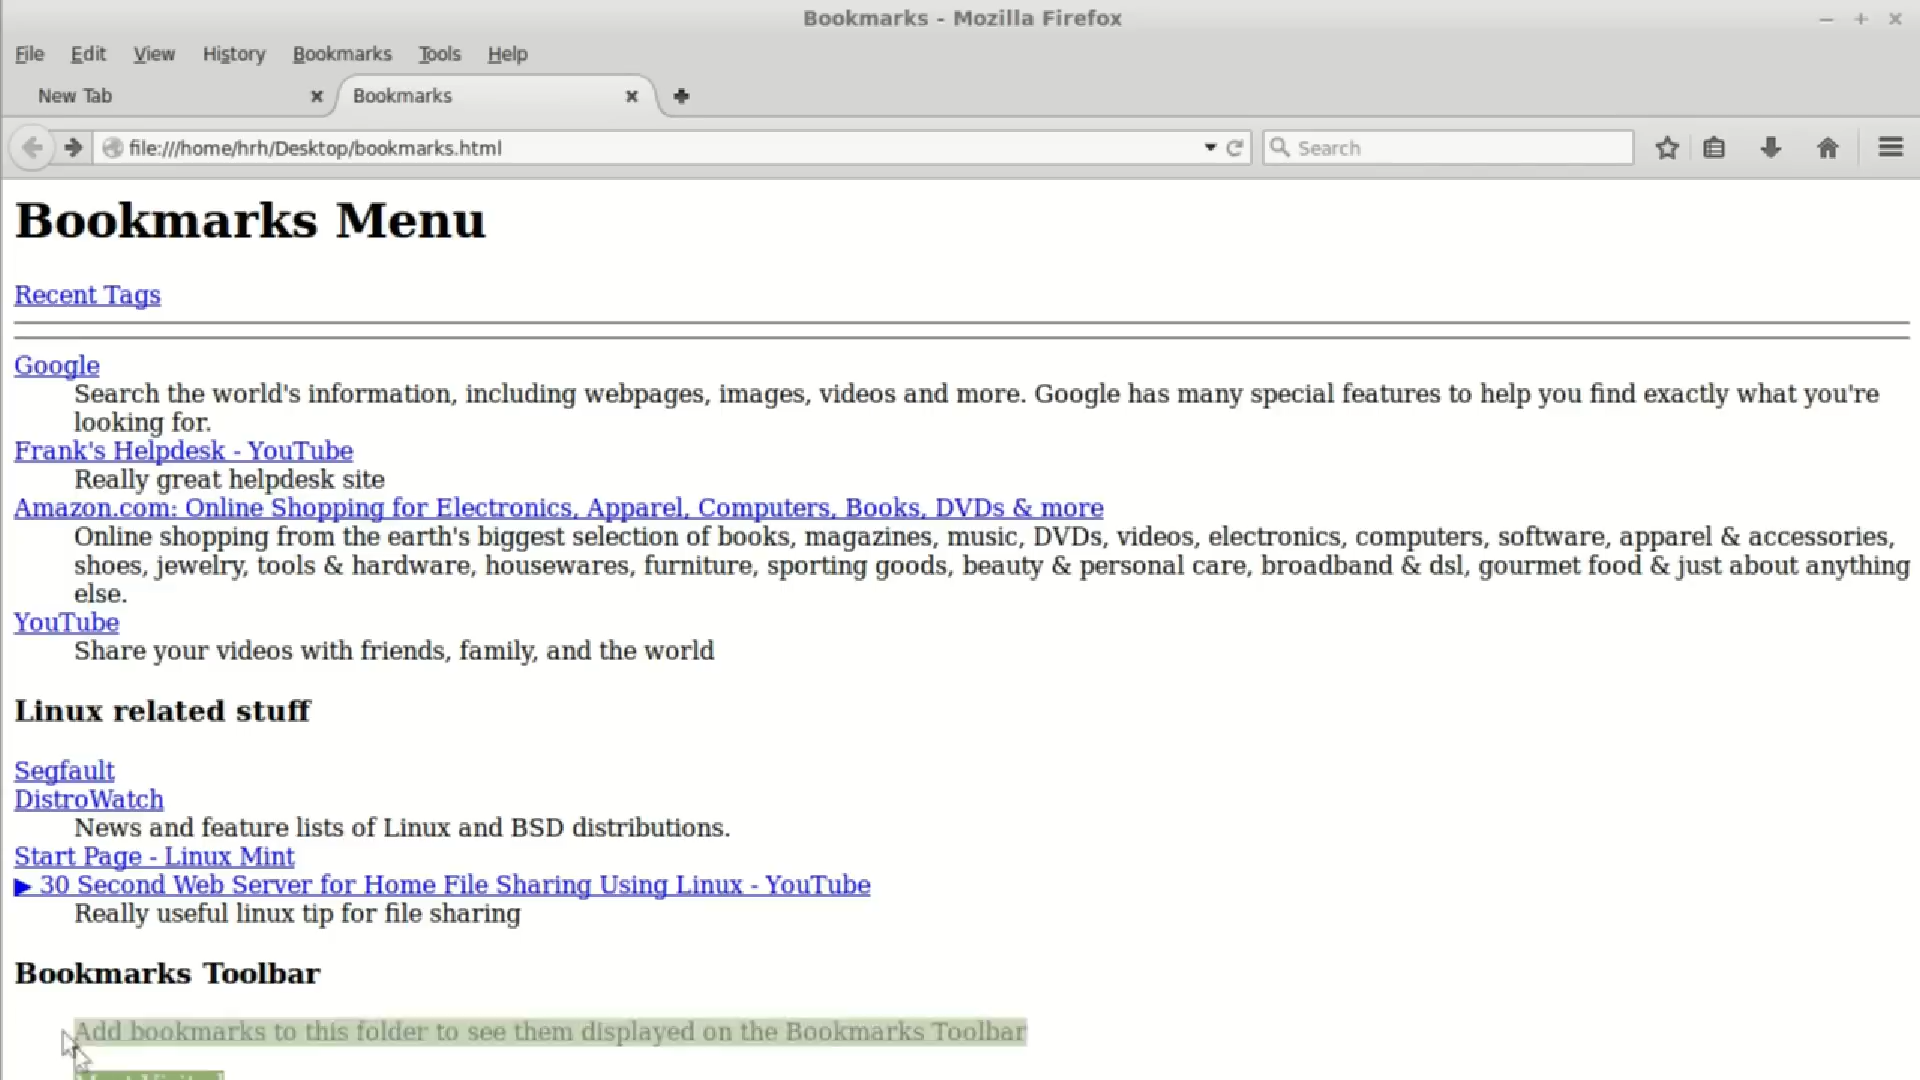 Bookmarks - Mozilla Firefox
File Edit View History Bookmarks Tools Help
New Tab Bookmarks
file:///home/hrh/Desktop/bookmarks.html Search
Bookmarks Menu
Recent Tags
Google
Search the world's information, including webpages, images, videos and more. Google has many special features to help you find exactly what you're
looking for.
Frank's Helpdesk - YouTube
Really great helpdesk site
Amazon.com: Online Shopping for Electronics, Apparel, Computers, Books, DVDs & more
Online shopping from the earth's biggest selection of books, magazines, music, DVDs, videos, electronics, computers, software, apparel & accessories,
shoes, jewelry, tools & hardware, housewares, furniture, sporting goods, beauty & personal care, broadband & dsl, gourmet food & just about anything
else.
YouTube
Share your videos with friends, family, and the world
Linux related stuff
Segfault
DistroWatch
News and feature lists of Linux and BSD distributions.
Start Page - Linux Mint
▶ 30 Second Web Server for Home File Sharing Using Linux - YouTube
Really useful linux tip for file sharing
Bookmarks Toolbar
Add bookmarks to this folder to see them displayed on the Bookmarks Toolbar